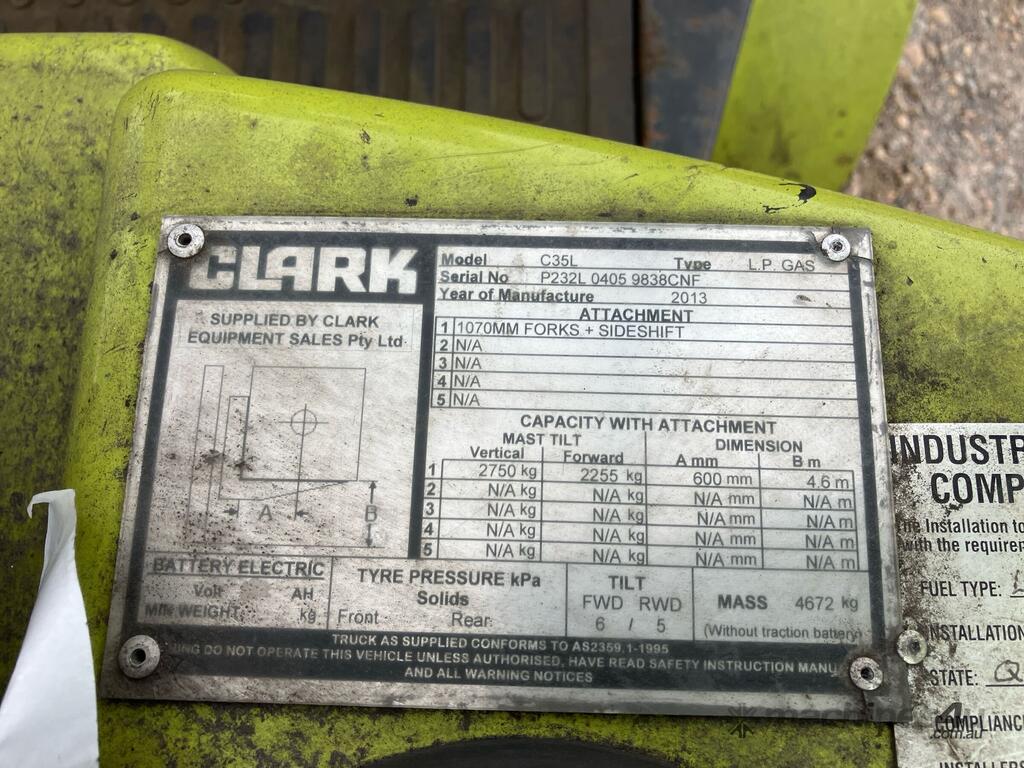 CLARK
SUPPLIED BY CLARK
EQUIPMENT SALES Pty Ltd.
A
B
Model C35L Type L.P. GAS
Serial No P232L 0405 9838CNF
Year of Manufacture 2013
ATTACHMENT
1 1070MM FORKS + SIDESHIFT
2 N/A
3 N/A
4 N/A
5 N/A
CAPACITY WITH ATTACHMENT
MAST TILT DIMENSION
Vertical Forward A mm B m
1 2750 kg 2255 kg 600 mm 4.6 m
2 N/A kg N/A kg N/A mm N/A m
3 N/A kg N/A kg N/A mm N/A m
4 N/A kg N/A kg N/A mm N/A m
5 N/A kg N/A kg N/A mm N/A m
BATTERY ELECTRIC
Volt AH
WEIGHT: kg
TYRE PRESSURE kPa
Solids
Front Rear
TILT
FWD RWD
6 / 5
MASS 4672 kg
(Without traction battery)
TRUCK AS SUPPLIED CONFORMS TO AS2359.1-1995
DO NOT OPERATE THIS VEHICLE UNLESS AUTHORISED, HAVE READ SAFETY INSTRUCTION MANU
AND ALL WARNING NOTICES
INDUSTR
COMP
The Installation to
with the requiren
FUEL TYPE: L
NSTALLATION
STATE: Q
COMPLIANC
INSTALLERS
.com.au